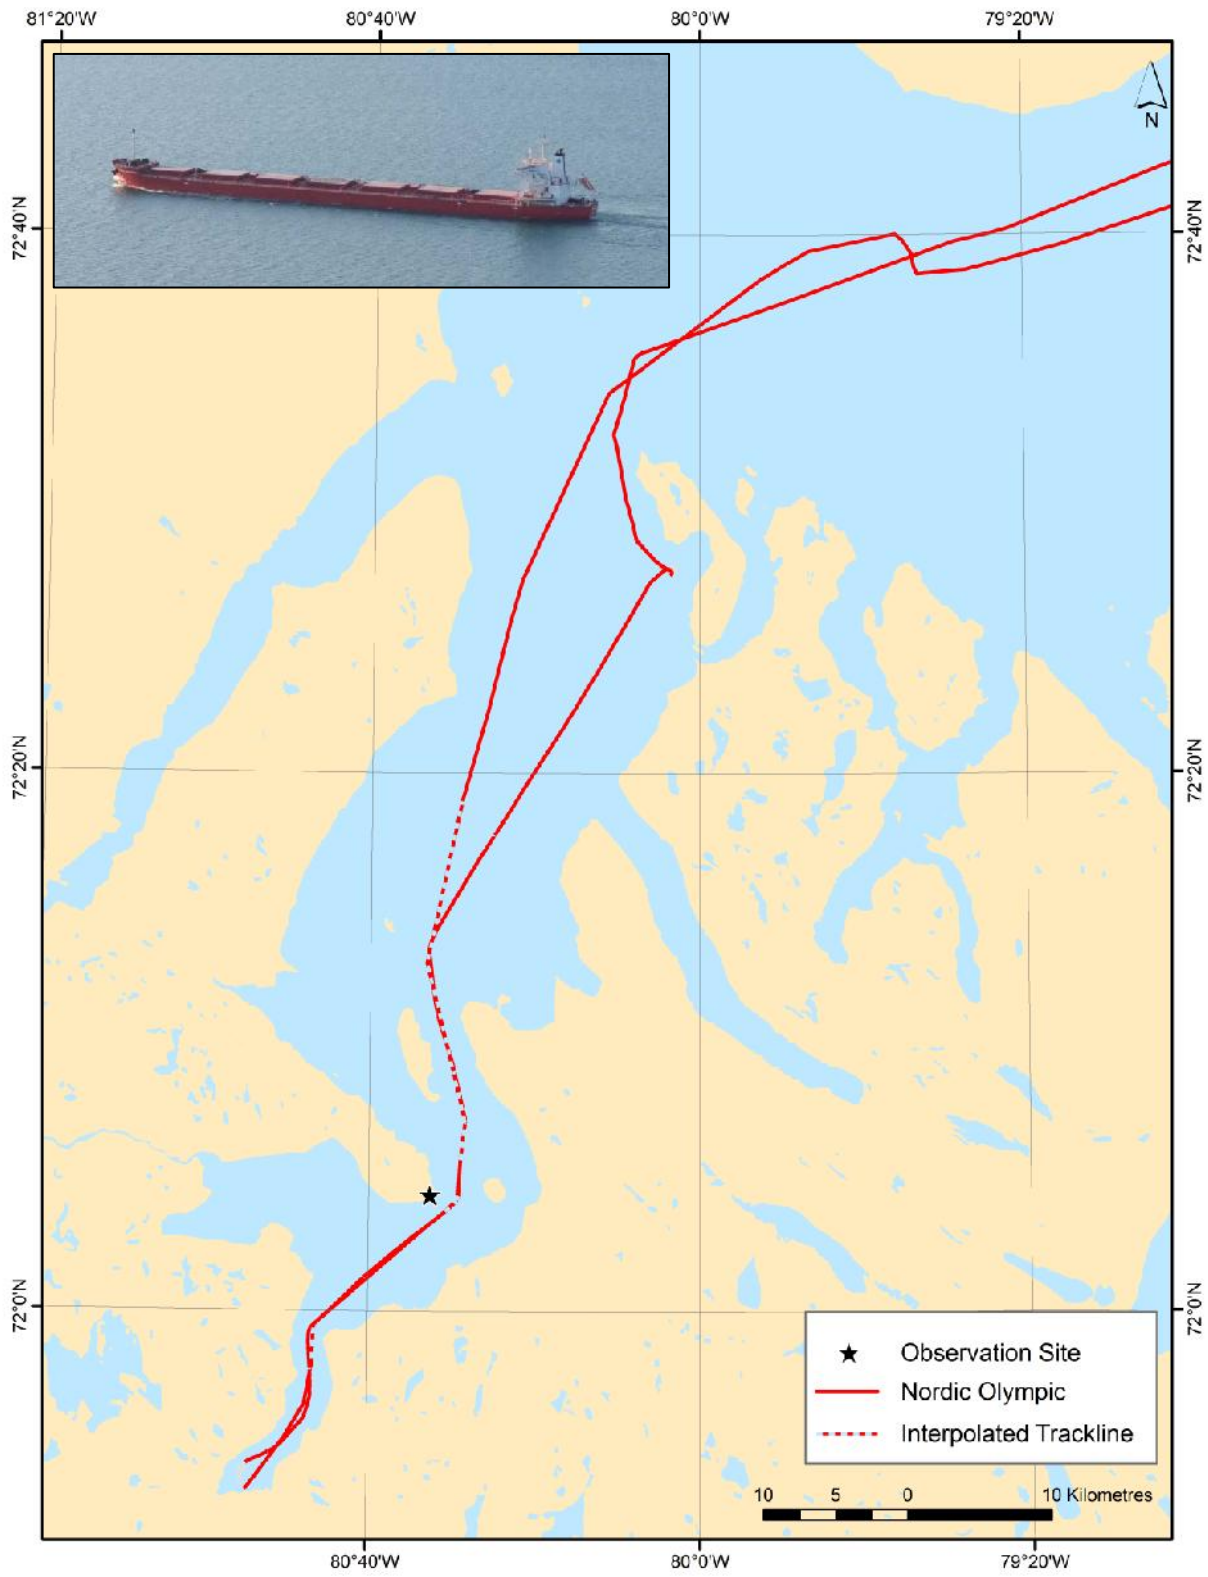 81°20'W 80°40'W 80°0'W 79°20'W
N
72°40'N 72°40'N
72°20'N 72°20'N
72°0'N 72°0'N
Observation Site
Nordic Olympic
Interpolated Trackline
10 5 0 10 Kilometres
80°40'W 80°0'W 79°20'W